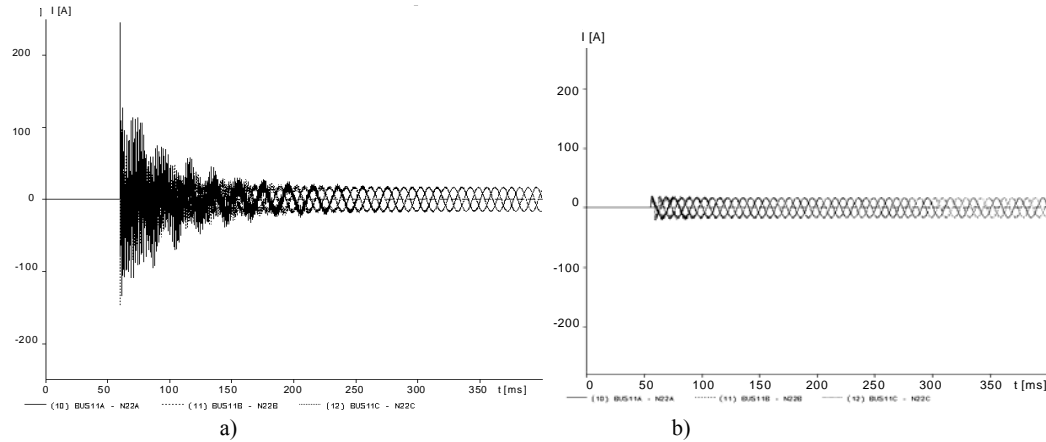 I [A]
200
100
0
-100
-200
0 50 100 150 200 250 300 350 t [ms]
(10) BUS11A - N22A (11) BUS11B - N22B (12) BUS11C - N22C
a)
I [A]
200
100
0
-100
-200
0 50 100 150 200 250 300 350 t [ms]
(10) BUS11A - N22A (11) BUS11B - N22B (12) BUS11C - N22C
b)